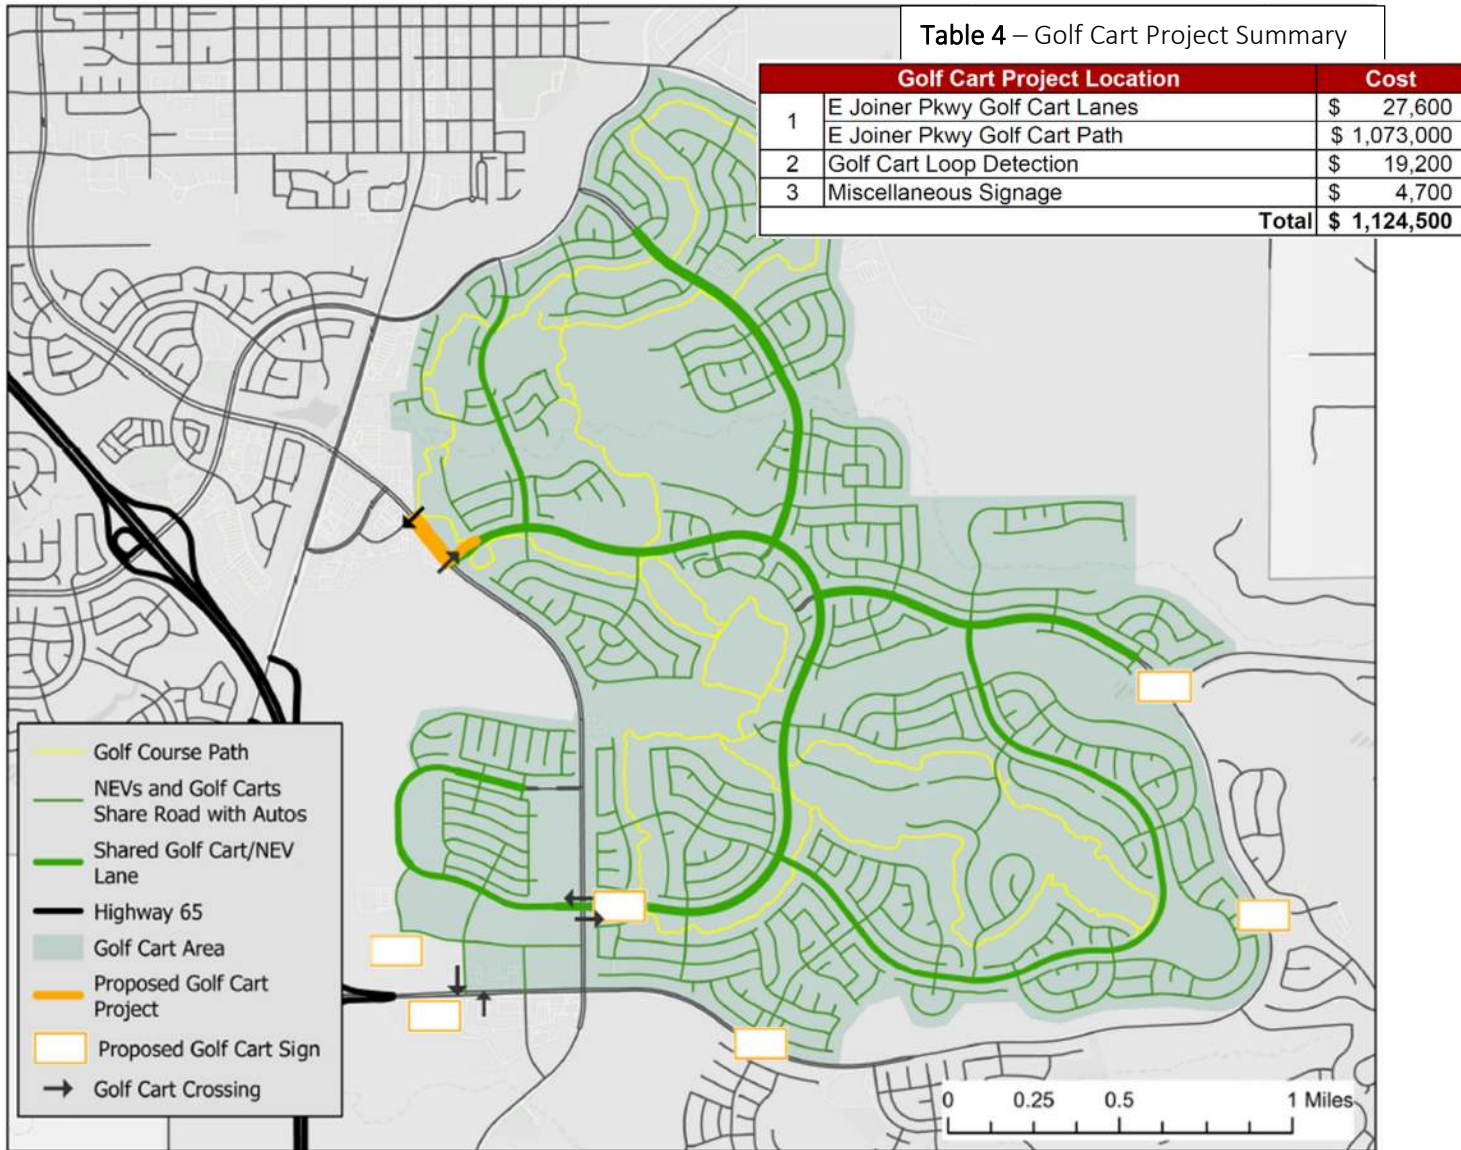 Table 4 – Golf Cart Project Summary
Golf Cart Project Location Cost
1 E Joiner Pkwy Golf Cart Lanes $ 27,600
E Joiner Pkwy Golf Cart Path $ 1,073,000
2 Golf Cart Loop Detection $ 19,200
3 Miscellaneous Signage $ 4,700
Total $ 1,124,500
Golf Course Path
NEVs and Golf Carts
Share Road with Autos
Shared Golf Cart/NEV
Lane
Highway 65
Golf Cart Area
Proposed Golf Cart
Project
Proposed Golf Cart Sign
Golf Cart Crossing
0 0.25 0.5 1 Miles